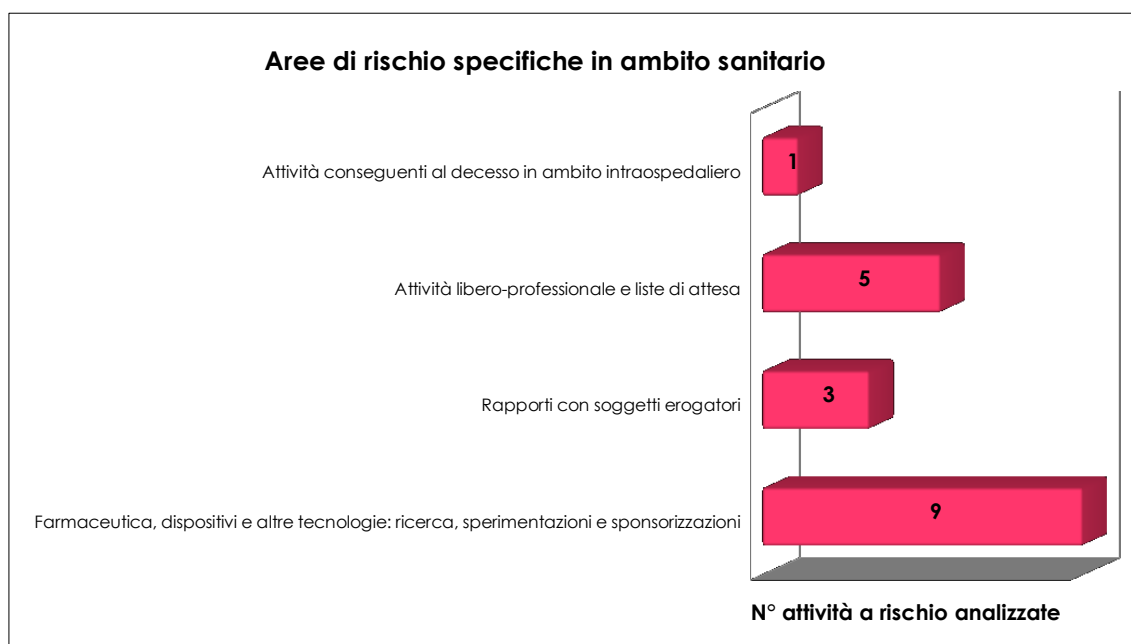 Aree di rischio specifiche in ambito sanitario
Attività conseguenti al decesso in ambito intraospedaliero
1
Attività libero-professionale e liste di attesa
5
Rapporti con soggetti erogatori
3
Farmaceutica, dispositivi e altre tecnologie: ricerca, sperimentazioni e sponsorizzazioni
9
N° attività a rischio analizzate